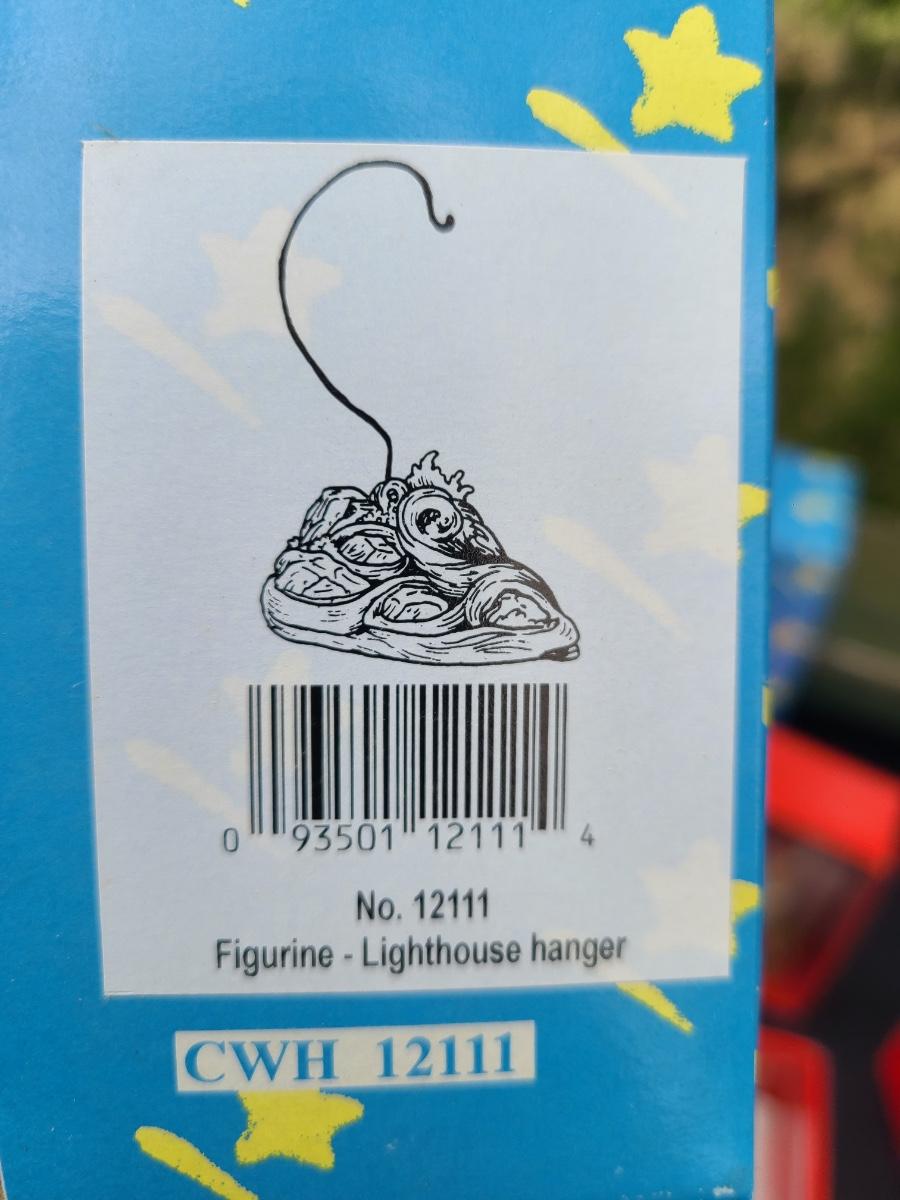 0 93501 12111 4
No. 12111
Figurine - Lighthouse hanger
CWH 12111